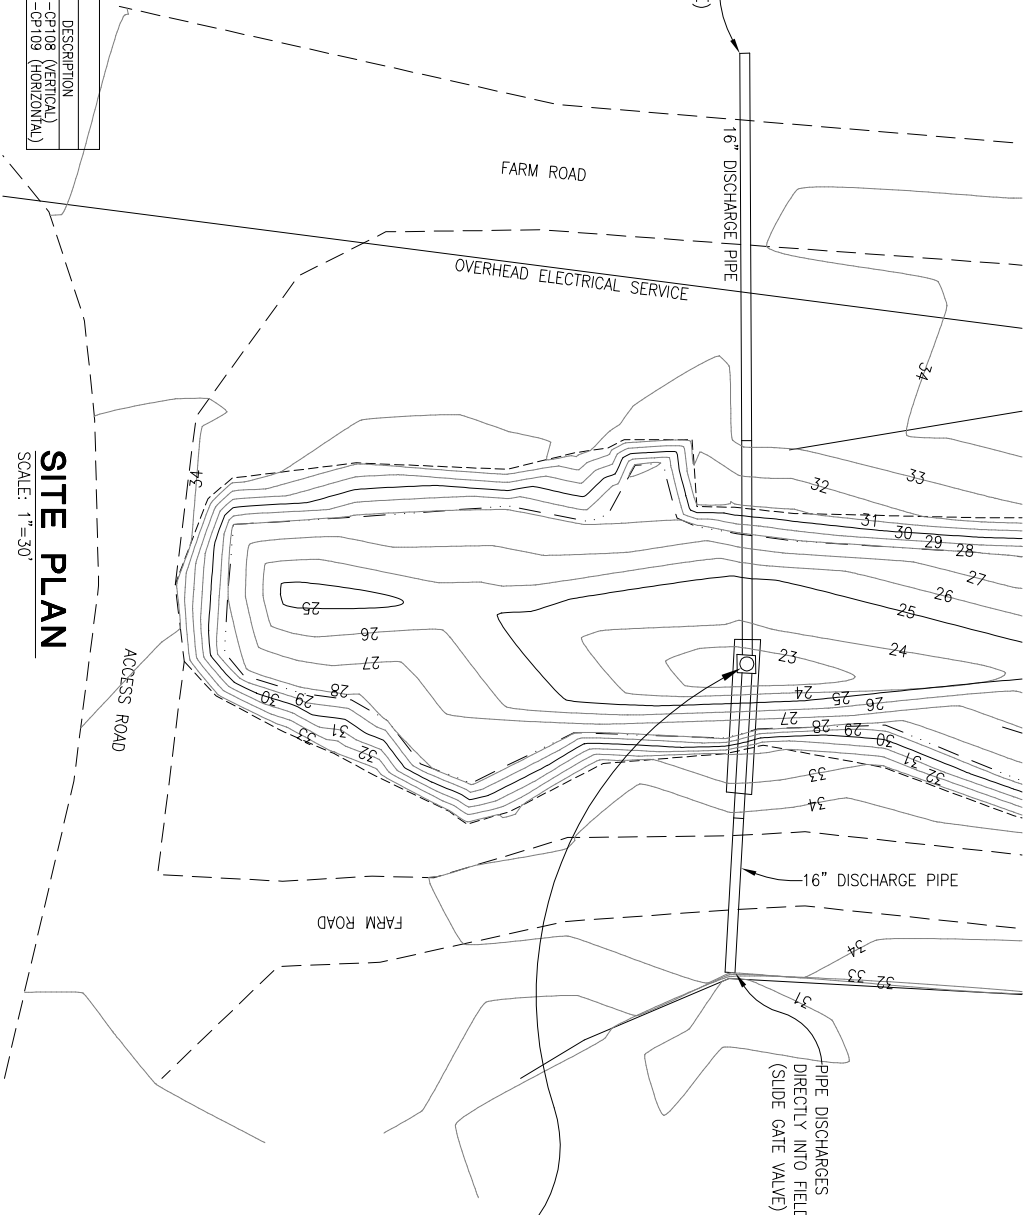 DESCRIPTION
-CP108 (VERTICAL)
-CP109 (HORIZONTAL)
16" DISCHARGE PIPE
FARM ROAD
OVERHEAD ELECTRICAL SERVICE
34
33
32
31
30
29
28
27
26
25
24
23
24
25
26
27
28
29
30
31
32
33
34
34
25
26
27
28
29
30
31
32
33
SITE PLAN
SCALE: 1"=30'
ACCESS ROAD
16" DISCHARGE PIPE
FARM ROAD
34
33
32
31
PIPE DISCHARGES
DIRECTLY INTO FIELD
(SLIDE GATE VALVE)